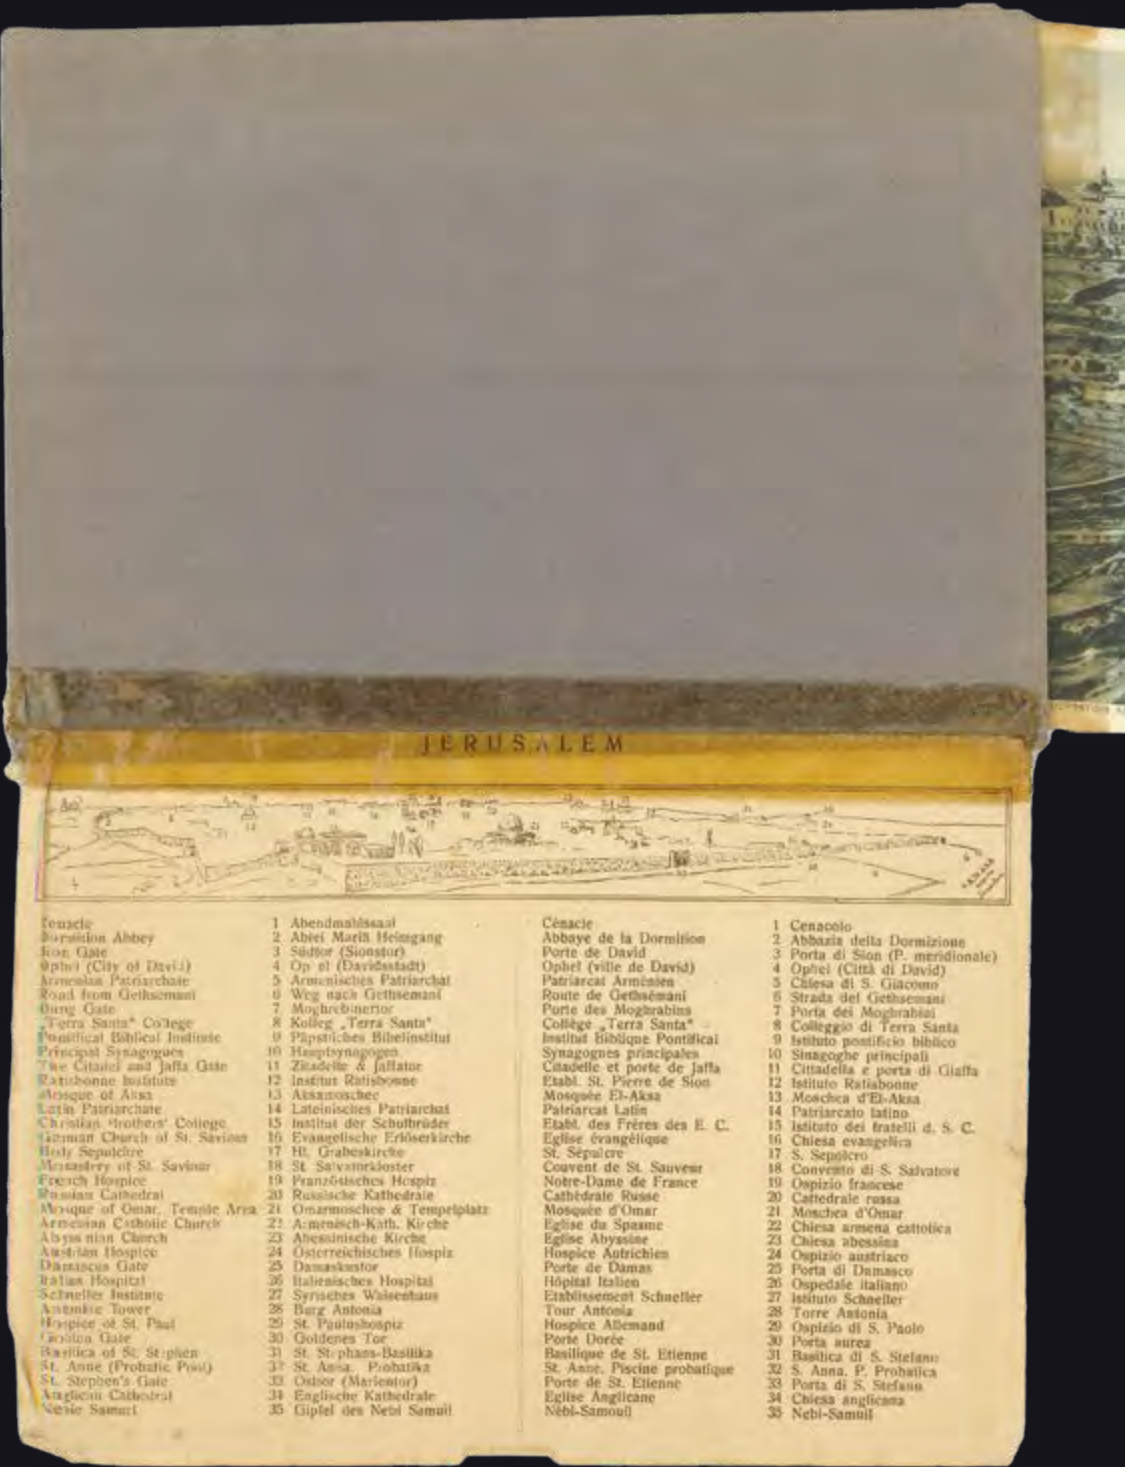 JERUSALEM
Cenacle 1 Abendmahlssaal Cénacle 1 Cenacolo
Dormition Abbey 2 Abtei Mariä Heimgang Abbaye de la Dormition 2 Abbazia della Dormizione
Gate 3 Südtor (Sionstor) Porte de David 3 Porta di Sion (P. meridionale)
Ophel (City of David) 4 Op el (Davidsstadt) Ophel (ville de David) 4 Ophel (Città di David)
Armenian Patriarchate 5 Armenisches Patriarchat Patriarcat Arménien 5 Chiesa di S. Giacomo
Road from Gethsemani 6 Weg nach Gethsemani Route de Gethsémani 6 Strada del Gethsemani
Dung Gate 7 Moghrebinertor Porte des Moghrabins 7 Porta dei Moghrabini
„Terra Santa" College 8 Kolleg „Terra Santa" Collège „Terra Santa" 8 Colleggio di Terra Santa
Pontifical Biblical Institute 9 Päpstliches Bibelinstitut Institut Biblique Pontifical 9 Istituto pontificio biblico
Principal Synagogues 10 Hauptsynagogen Synagognes principales 10 Sinagoghe principali
The Citadel and Jaffa Gate 11 Zitadelle & Jaffator Citadelle et porte de Jaffa 11 Cittadella e porta di Giaffa
Ratisbonne Institute 12 Institut Ratisbonne Etabl. St. Pierre de Sion 12 Istituto Ratisbonne
Mosque of Aksa 13 Aksamoschee Mosquée El-Aksa 13 Moschea d'El-Aksa
Latin Patriarchate 14 Lateinisches Patriarchat Patriarcat Latin 14 Patriarcato latino
Christian Brothers' College 15 Institut der Schulbrüder Etabl. des Fréres des E. C. 15 Istituto dei fratelli d. S. C.
German Church of St. Saviour 16 Evangelische Erlöserkirche Eglise évangélique 16 Chiesa evangelica
Holy Sepulchre 17 Hl. Grabeskirche St. Sépulcre 17 S. Sepolcro
Monastery of St. Saviour 18 St. Salvatorkloster Couvent de St. Sauveur 18 Convento di S. Salvatore
French Hospice 19 Französisches Hospiz Notre-Dame de France 19 Ospizio francese
Russian Cathedral 20 Russische Kathedrale Cathédrale Russe 20 Cattedrale russa
Mosque of Omar, Temple Area 21 Omarmoschee & Tempelplatz Mosquée d'Omar 21 Moschea d'Omar
Armenian Catholic Church 22 Armenisch-Kath. Kirche Eglise du Spasme 22 Chiesa armena cattolica
Abyssinian Church 23 Abessinische Kirche Eglise Abyssine 23 Chiesa abessina
Austrian Hospice 24 Österreichisches Hospiz Hospice Autrichien 24 Ospizio austriaco
Damascus Gate 25 Damaskustor Porte de Damas 25 Porta di Damasco
Italian Hospital 26 Italienisches Hospital Hôpital Italien 26 Ospedale italiano
Schneller Institute 27 Syrisches Waisenhaus Etablissement Schneller 27 Istituto Schneller
Tower 28 Burg Antonia Tour Antonia 28 Torre Antonia
Hospice of St. Paul 29 St. Paulushospiz Hospice Allemand 29 Ospizio di S. Paolo
Golden Gate 30 Goldenes Tor Porte Dorée 30 Porta aurea
Basilica of St. Stephen 31 St. Stephans-Basilika Basilique de St. Etienne 31 Basilica di S. Stefano
St. Anne (Probatic Pool) 32 St. Anna. Probatika St. Anne. Piscine probatique 32 S. Anna. P. Probatica
St. Stephen's Gate 33 Osttor (Marientor) Porte de St. Etienne 33 Porta di S. Stefano
Anglican Cathedral 34 Englische Kathedrale Eglise Anglicane 34 Chiesa anglicana
Samuel 35 Gipfel des Nebi Samuil Nébi-Samouil 35 Nebi-Samuil